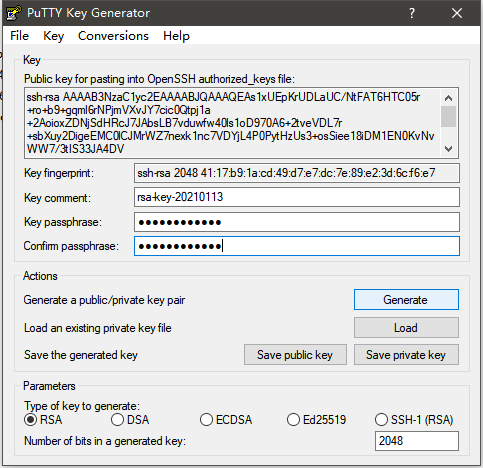 PuTTY Key Generator
File Key Conversions Help
Key
Public key for pasting into OpenSSH authorized_keys file:
ssh-rsa AAAAB3NzaC1yc2EAAAABJQAAAQEAs1xUEpKrUDLaUC/NtFAT6HTC05r
+ro+b9+gqml6rNPjmVXvJY7cic0Qtpj1a
+2AoioxZDNjSdHRcJ7JAbsLB7vduwfw40Is1oD970A6+2tveVDL7r
+sbXuy2DigeEMC0lCJMrWZ7nexk1nc7VDYjL4P0PytHzUs3+osSiee18iDM1EN0KvNv
WW7/3tIS33JA4DV
Key fingerprint: ssh-rsa 2048 41:17:b9:1a:cd:49:d7:e7:dc:7e:89:e2:3d:6c:f6:e7
Key comment: rsa-key-20210113
Key passphrase: ●●●●●●●●●●●●
Confirm passphrase: ●●●●●●●●●●●●
Actions
Generate a public/private key pair Generate
Load an existing private key file Load
Save the generated key Save public key Save private key
Parameters
Type of key to generate:
RSA DSA ECDSA Ed25519 SSH-1 (RSA)
Number of bits in a generated key: 2048